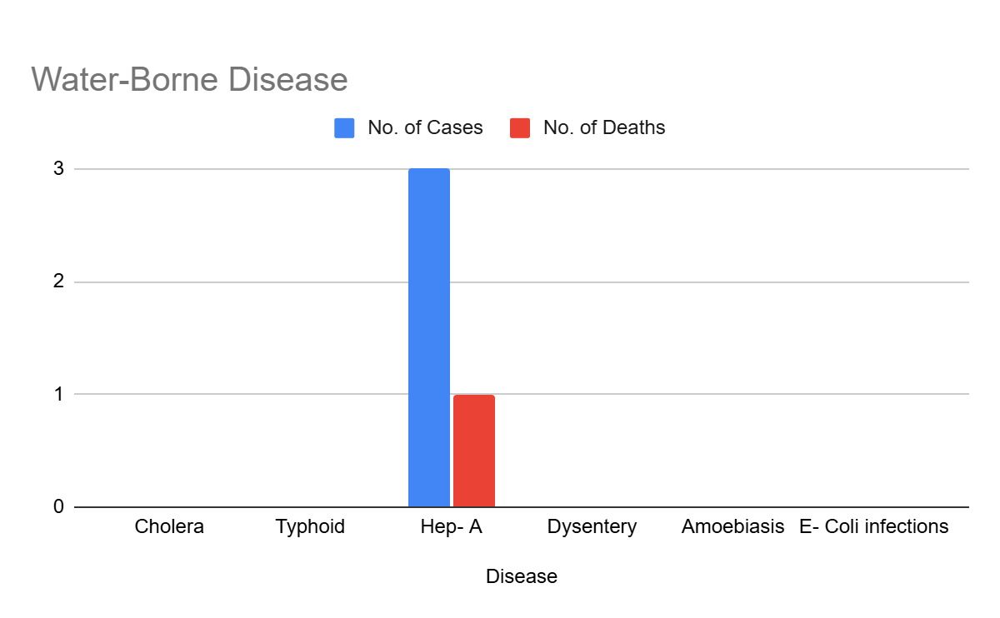 Water-Borne Disease
No. of Cases No. of Deaths
3
2
1
0
Cholera Typhoid Hep- A Dysentery Amoebiasis E- Coli infections
Disease